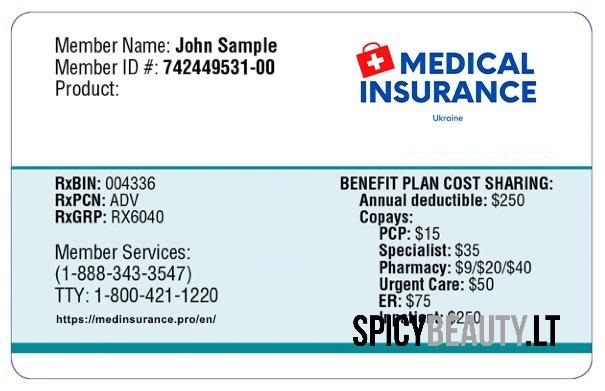 Member Name: John Sample
Member ID #: 742449531-00
Product:
MEDICAL
INSURANCE
Ukraine
RxBIN: 004336
RxPCN: ADV
RxGRP: RX6040
Member Services:
(1-888-343-3547)
TTY: 1-800-421-1220
https://medinsurance.pro/en/
BENEFIT PLAN COST SHARING:
Annual deductible: $250
Copays:
PCP: $15
Specialist: $35
Pharmacy: $9/$20/$40
Urgent Care: $50
ER: $75
Inpatient: $250
SPICYBEAUTY.LT